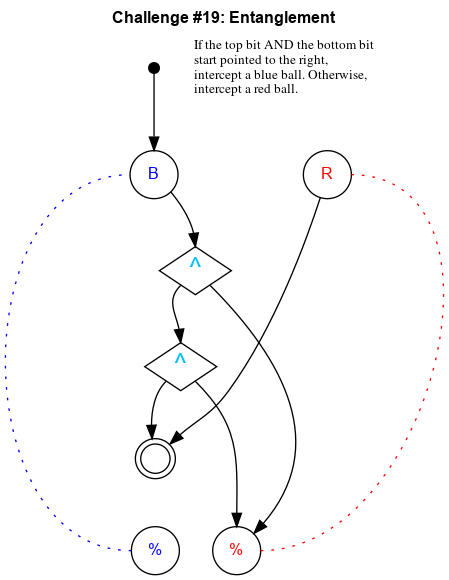 Challenge #19: Entanglement
If the top bit AND the bottom bit
start pointed to the right,
intercept a blue ball. Otherwise,
intercept a red ball.
B
R
^
^
%
%